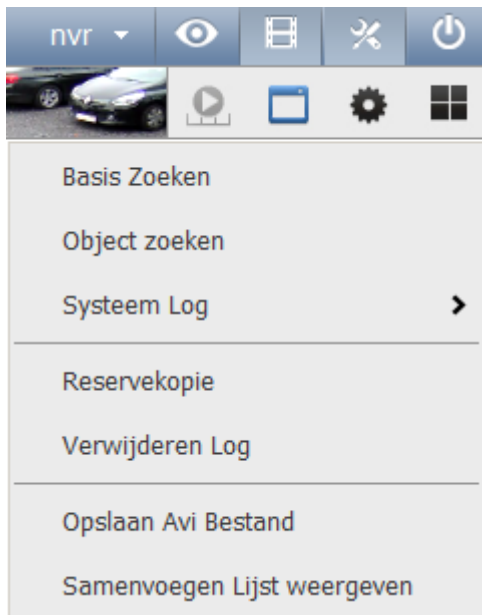 nvr
Basis Zoeken
Object zoeken
Systeem Log
Reservekopie
Verwijderen Log
Opslaan Avi Bestand
Samenvoegen Lijst weergeven